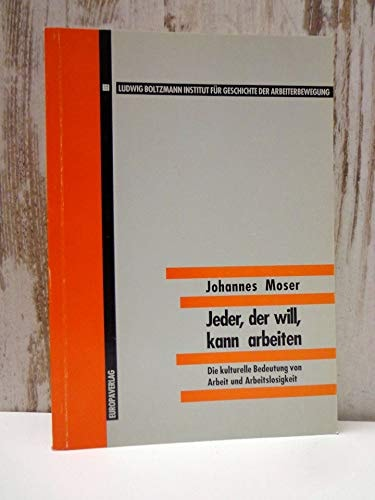 LUDWIG BOLTZMANN INSTITUT FÜR GESCHICHTE DER ARBEITERBEWEGUNG
Johannes Moser
Jeder, der will,
kann arbeiten
Die kulturelle Bedeutung von
Arbeit und Arbeitslosigkeit
EUROPAVERLAG